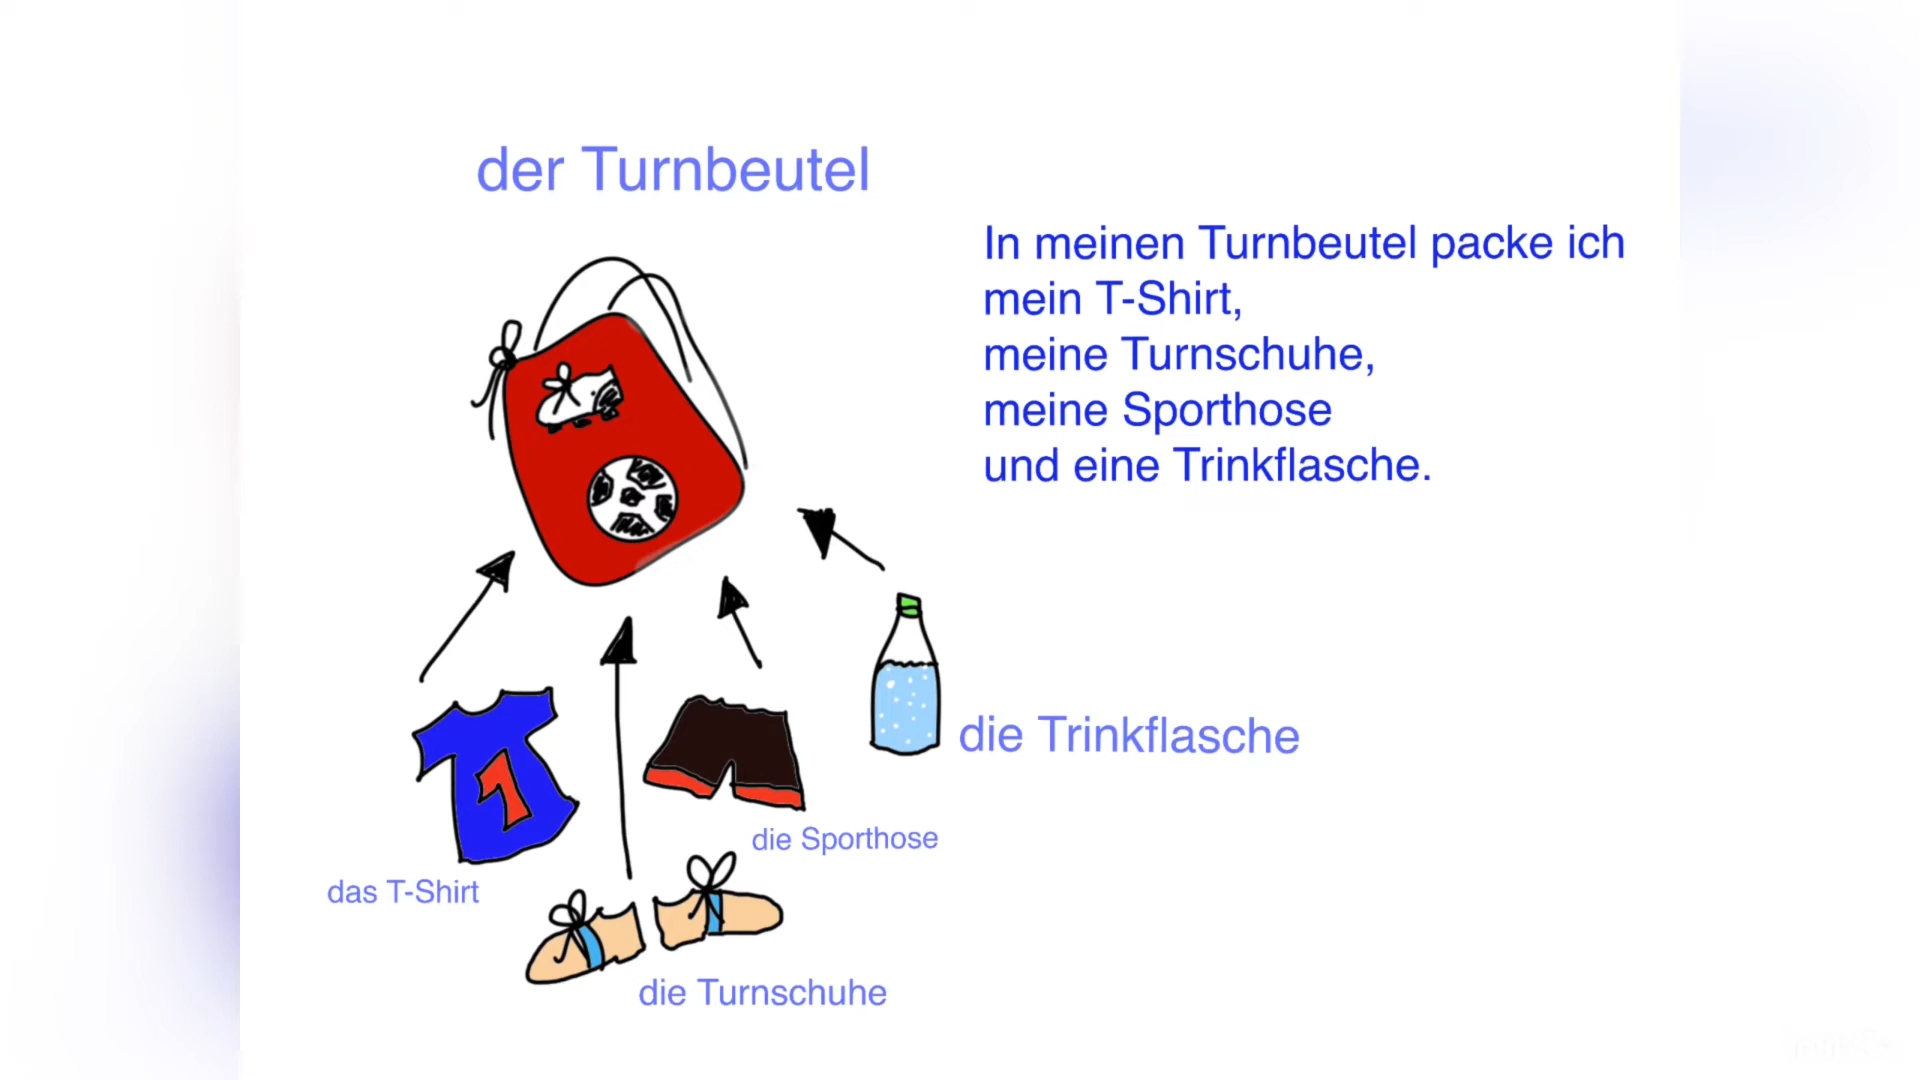 der Turnbeutel
In meinen Turnbeutel packe ich
mein T-Shirt,
meine Turnschuhe,
meine Sporthose
und eine Trinkflasche.
die Trinkflasche
die Sporthose
das T-Shirt
die Turnschuhe